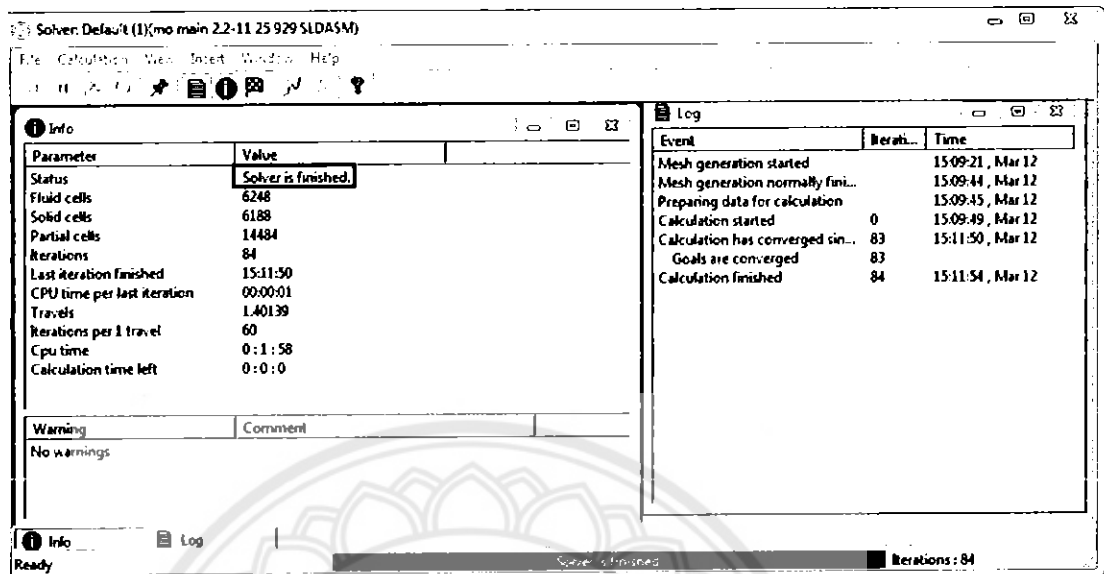 Solver: Default (1)(mo main 2.2-11 25 929 SLDASM)
File Calculation View Insert Window Help
Info
Parameter Value
Status Solver is finished.
Fluid cells 6248
Solid cells 6188
Partial cells 14484
Iterations 84
Last iteration finished 15:11:50
CPU time per last iteration 00:00:01
Travels 1.40139
Iterations per 1 travel 60
Cpu time 0 : 1 : 58
Calculation time left 0 : 0 : 0
Warning Comment
No warnings
Log
Event Iterati... Time
Mesh generation started 15:09:21 , Mar 12
Mesh generation normally fini... 15:09:44 , Mar 12
Preparing data for calculation 15:09:45 , Mar 12
Calculation started 0 15:09:49 , Mar 12
Calculation has converged sin... 83 15:11:50 , Mar 12
Goals are converged 83
Calculation finished 84 15:11:54 , Mar 12
Info Log
Ready Solver is finished. Iterations : 84